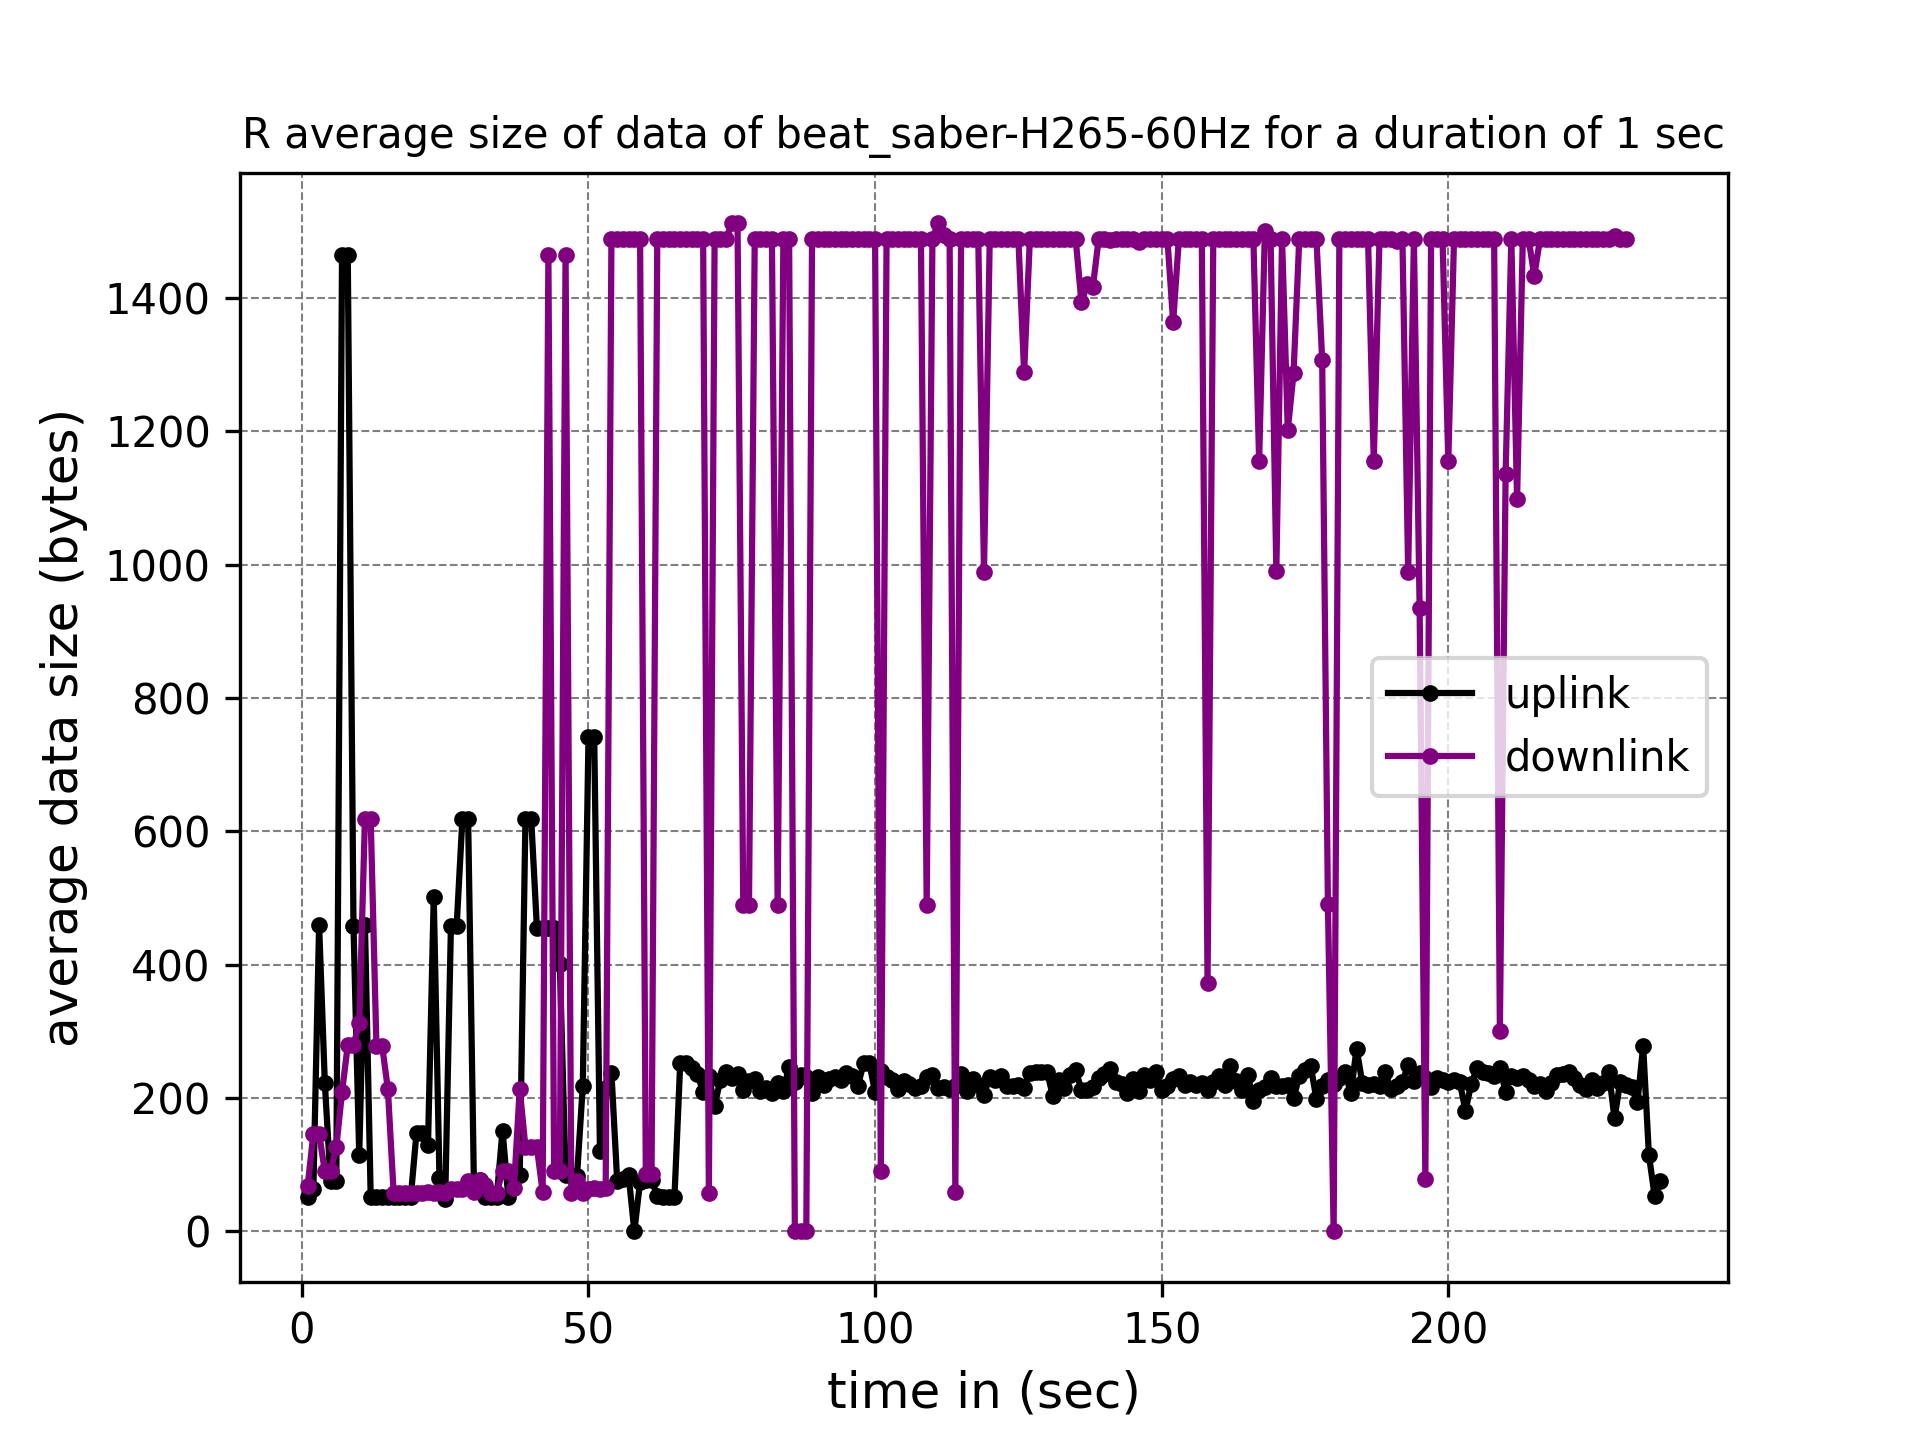 R average size of data of beat_saber-H265-60Hz for a duration of 1 sec
average data size (bytes)
1400
1200
1000
800
600
400
200
0
uplink
downlink
0 50 100 150 200
time in (sec)